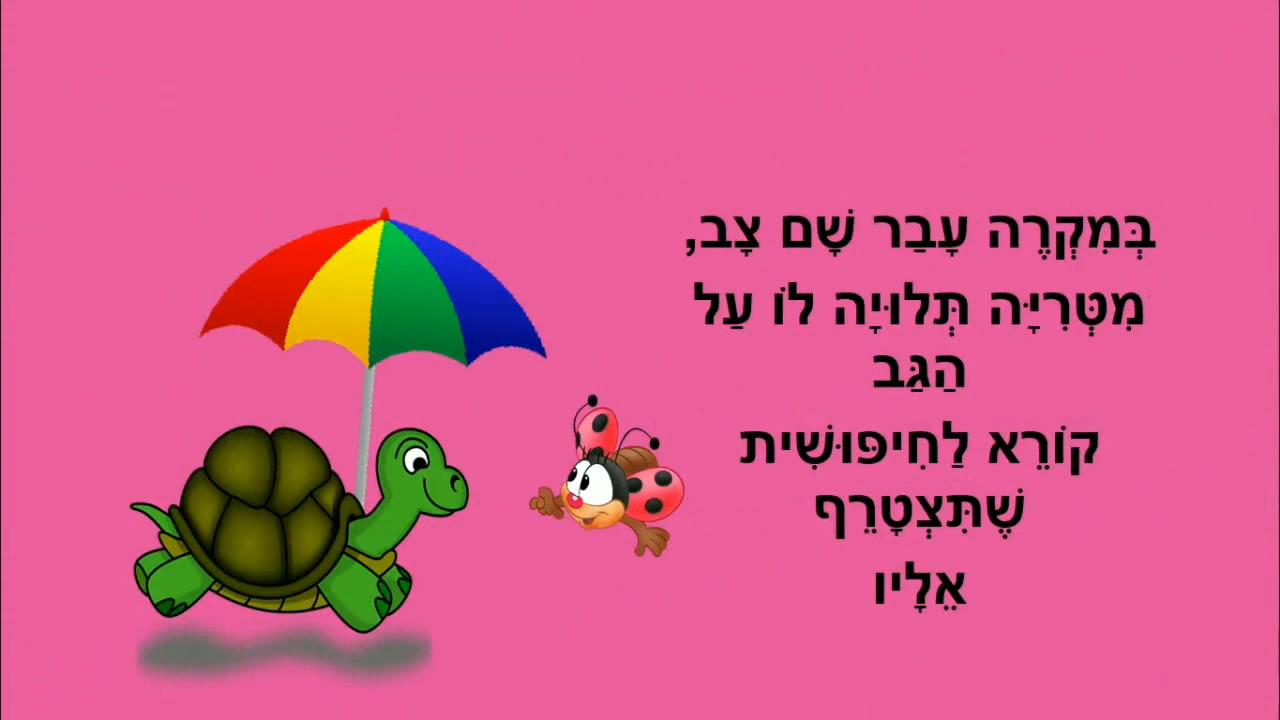 בְּמִקְרֶה עָבַר שָׁם צָב,
מִטְּרִיָּה תְּלוּיָה לוֹ עַל
הַגַּב
קוֹרֵא לַחִיפּוּשִׁית
שֶׁתִּצְטָרֵף
אֵלָיו